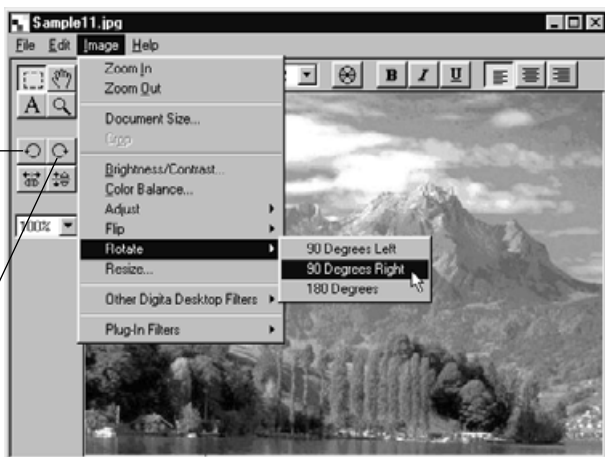 Sample11.jpg
File Edit Image Help
Zoom In
Zoom Out
Document Size...
Crop
Brightness/Contrast...
Color Balance...
Adjust
Flip
Rotate
Resize...
Other Digita Desktop Filters
Plug-In Filters
90 Degrees Left
90 Degrees Right
180 Degrees
B I U
A
100%